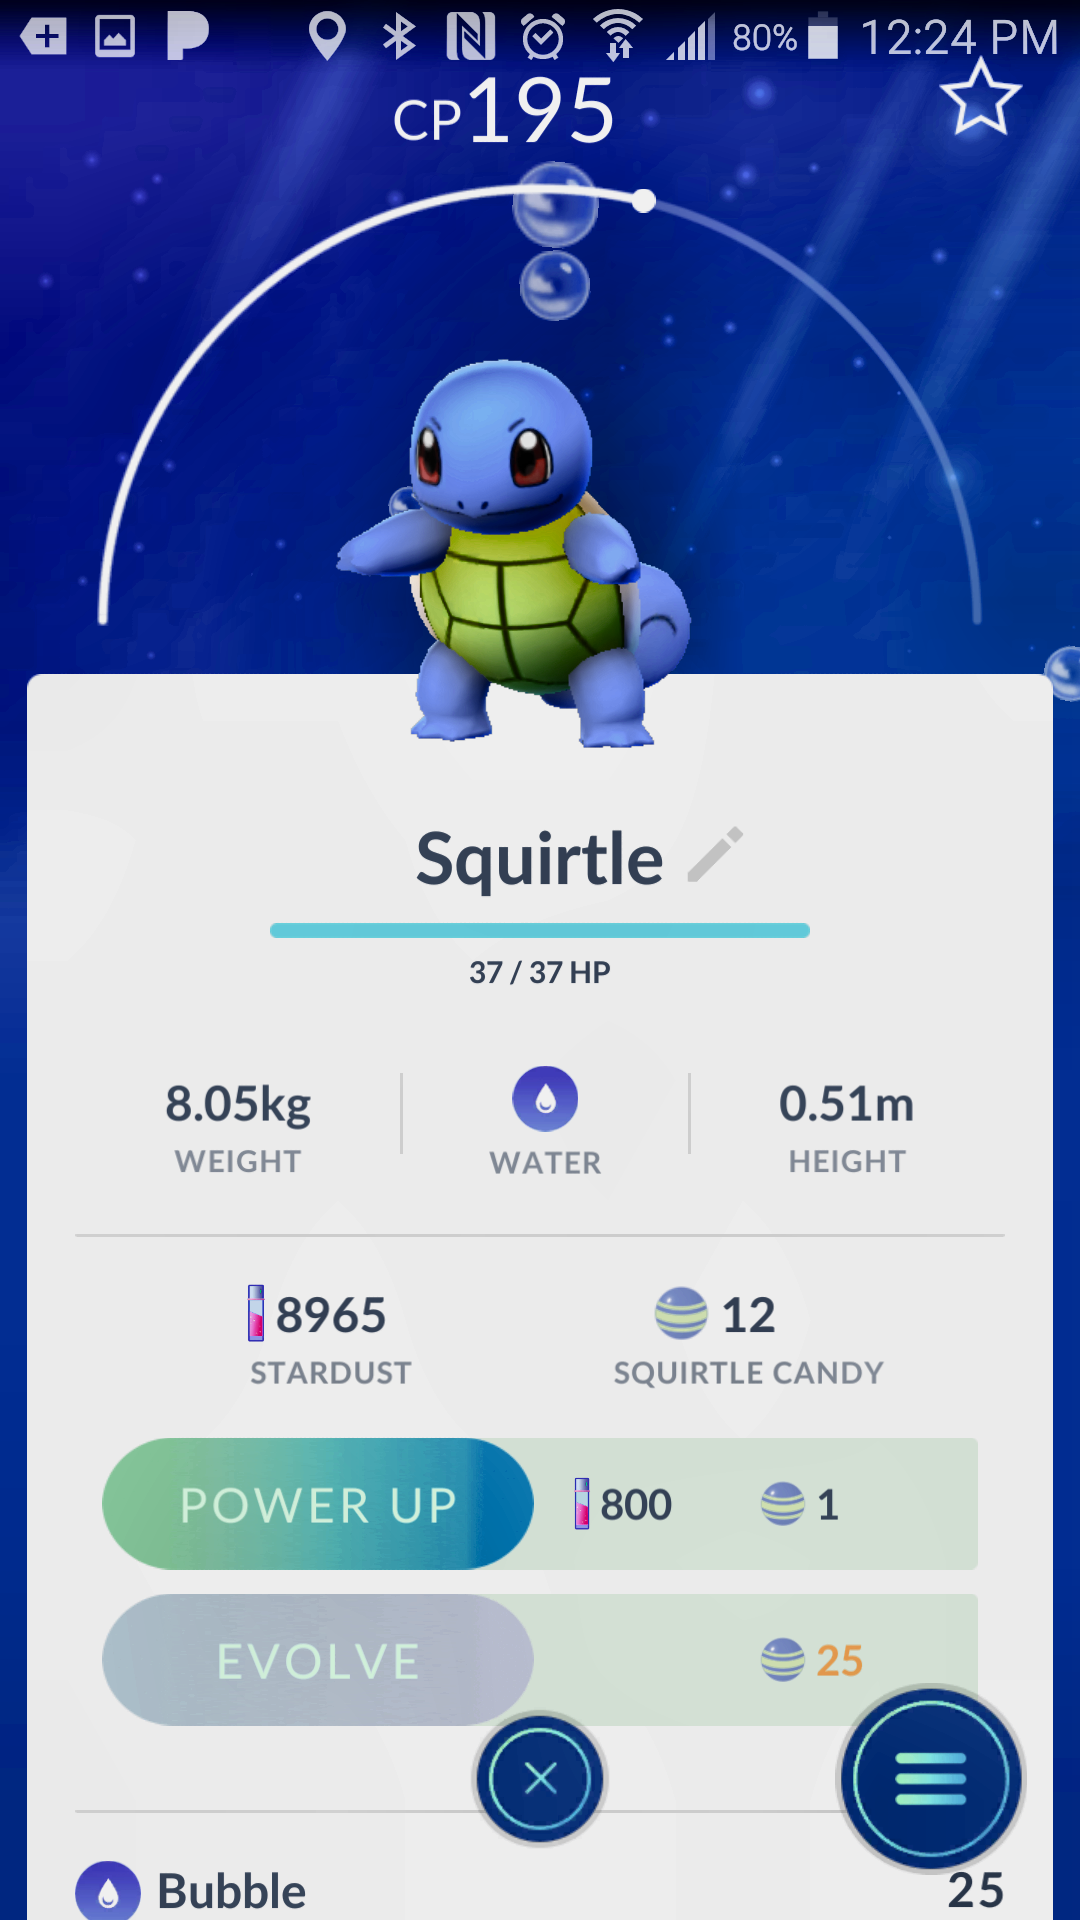 80% 12:24 PM
CP195
Squirtle
37 / 37 HP
8.05kg
WEIGHT
WATER
0.51m
HEIGHT
8965
STARDUST
12
SQUIRTLE CANDY
POWER UP 800 1
EVOLVE 25
Bubble 25